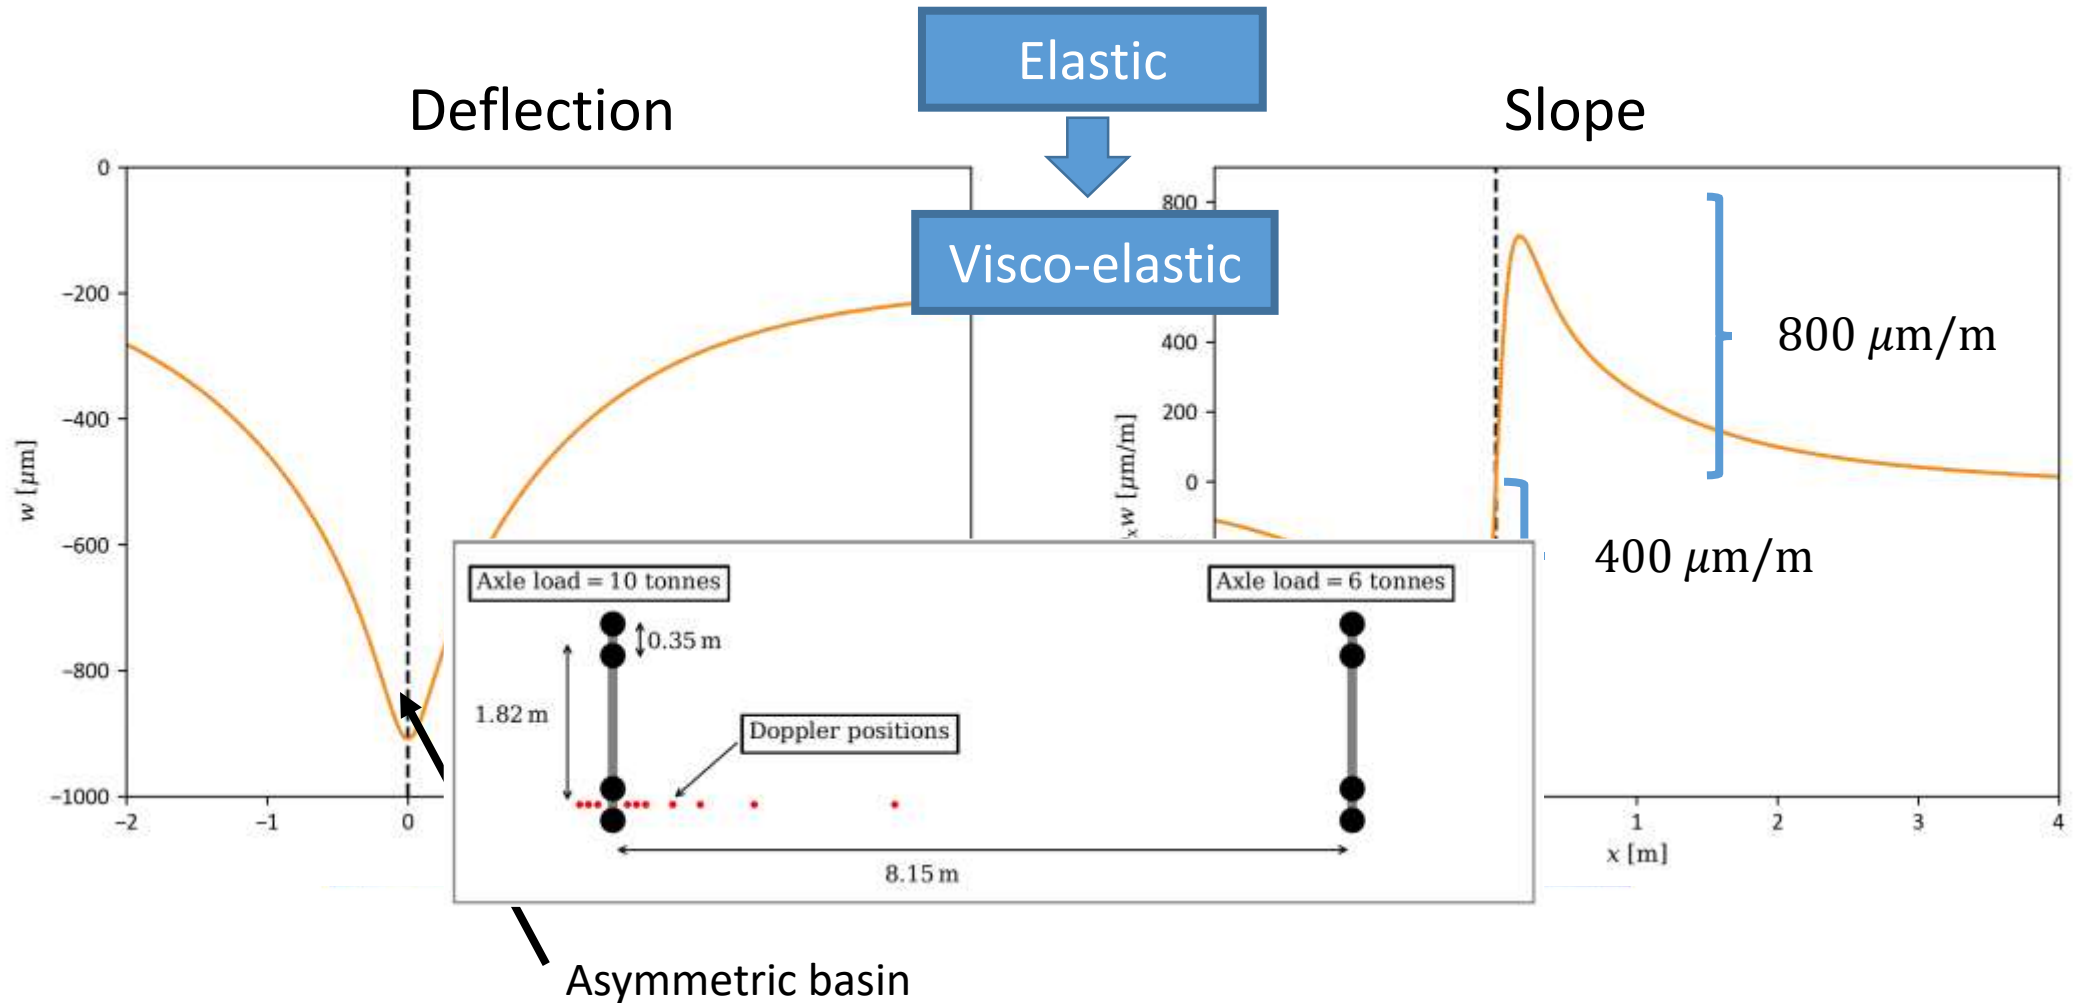 Elastic
Visco-elastic
Deflection
0
−200
−400
−600
−800
−1000
w [μm]
−2
−1
0
Slope
800
400
200
0
w [μm/m]
1
2
3
4
x [m]
800 μm/m
400 μm/m
Axle load = 10 tonnes
Axle load = 6 tonnes
0.35 m
1.82 m
Doppler positions
8.15 m
Asymmetric basin